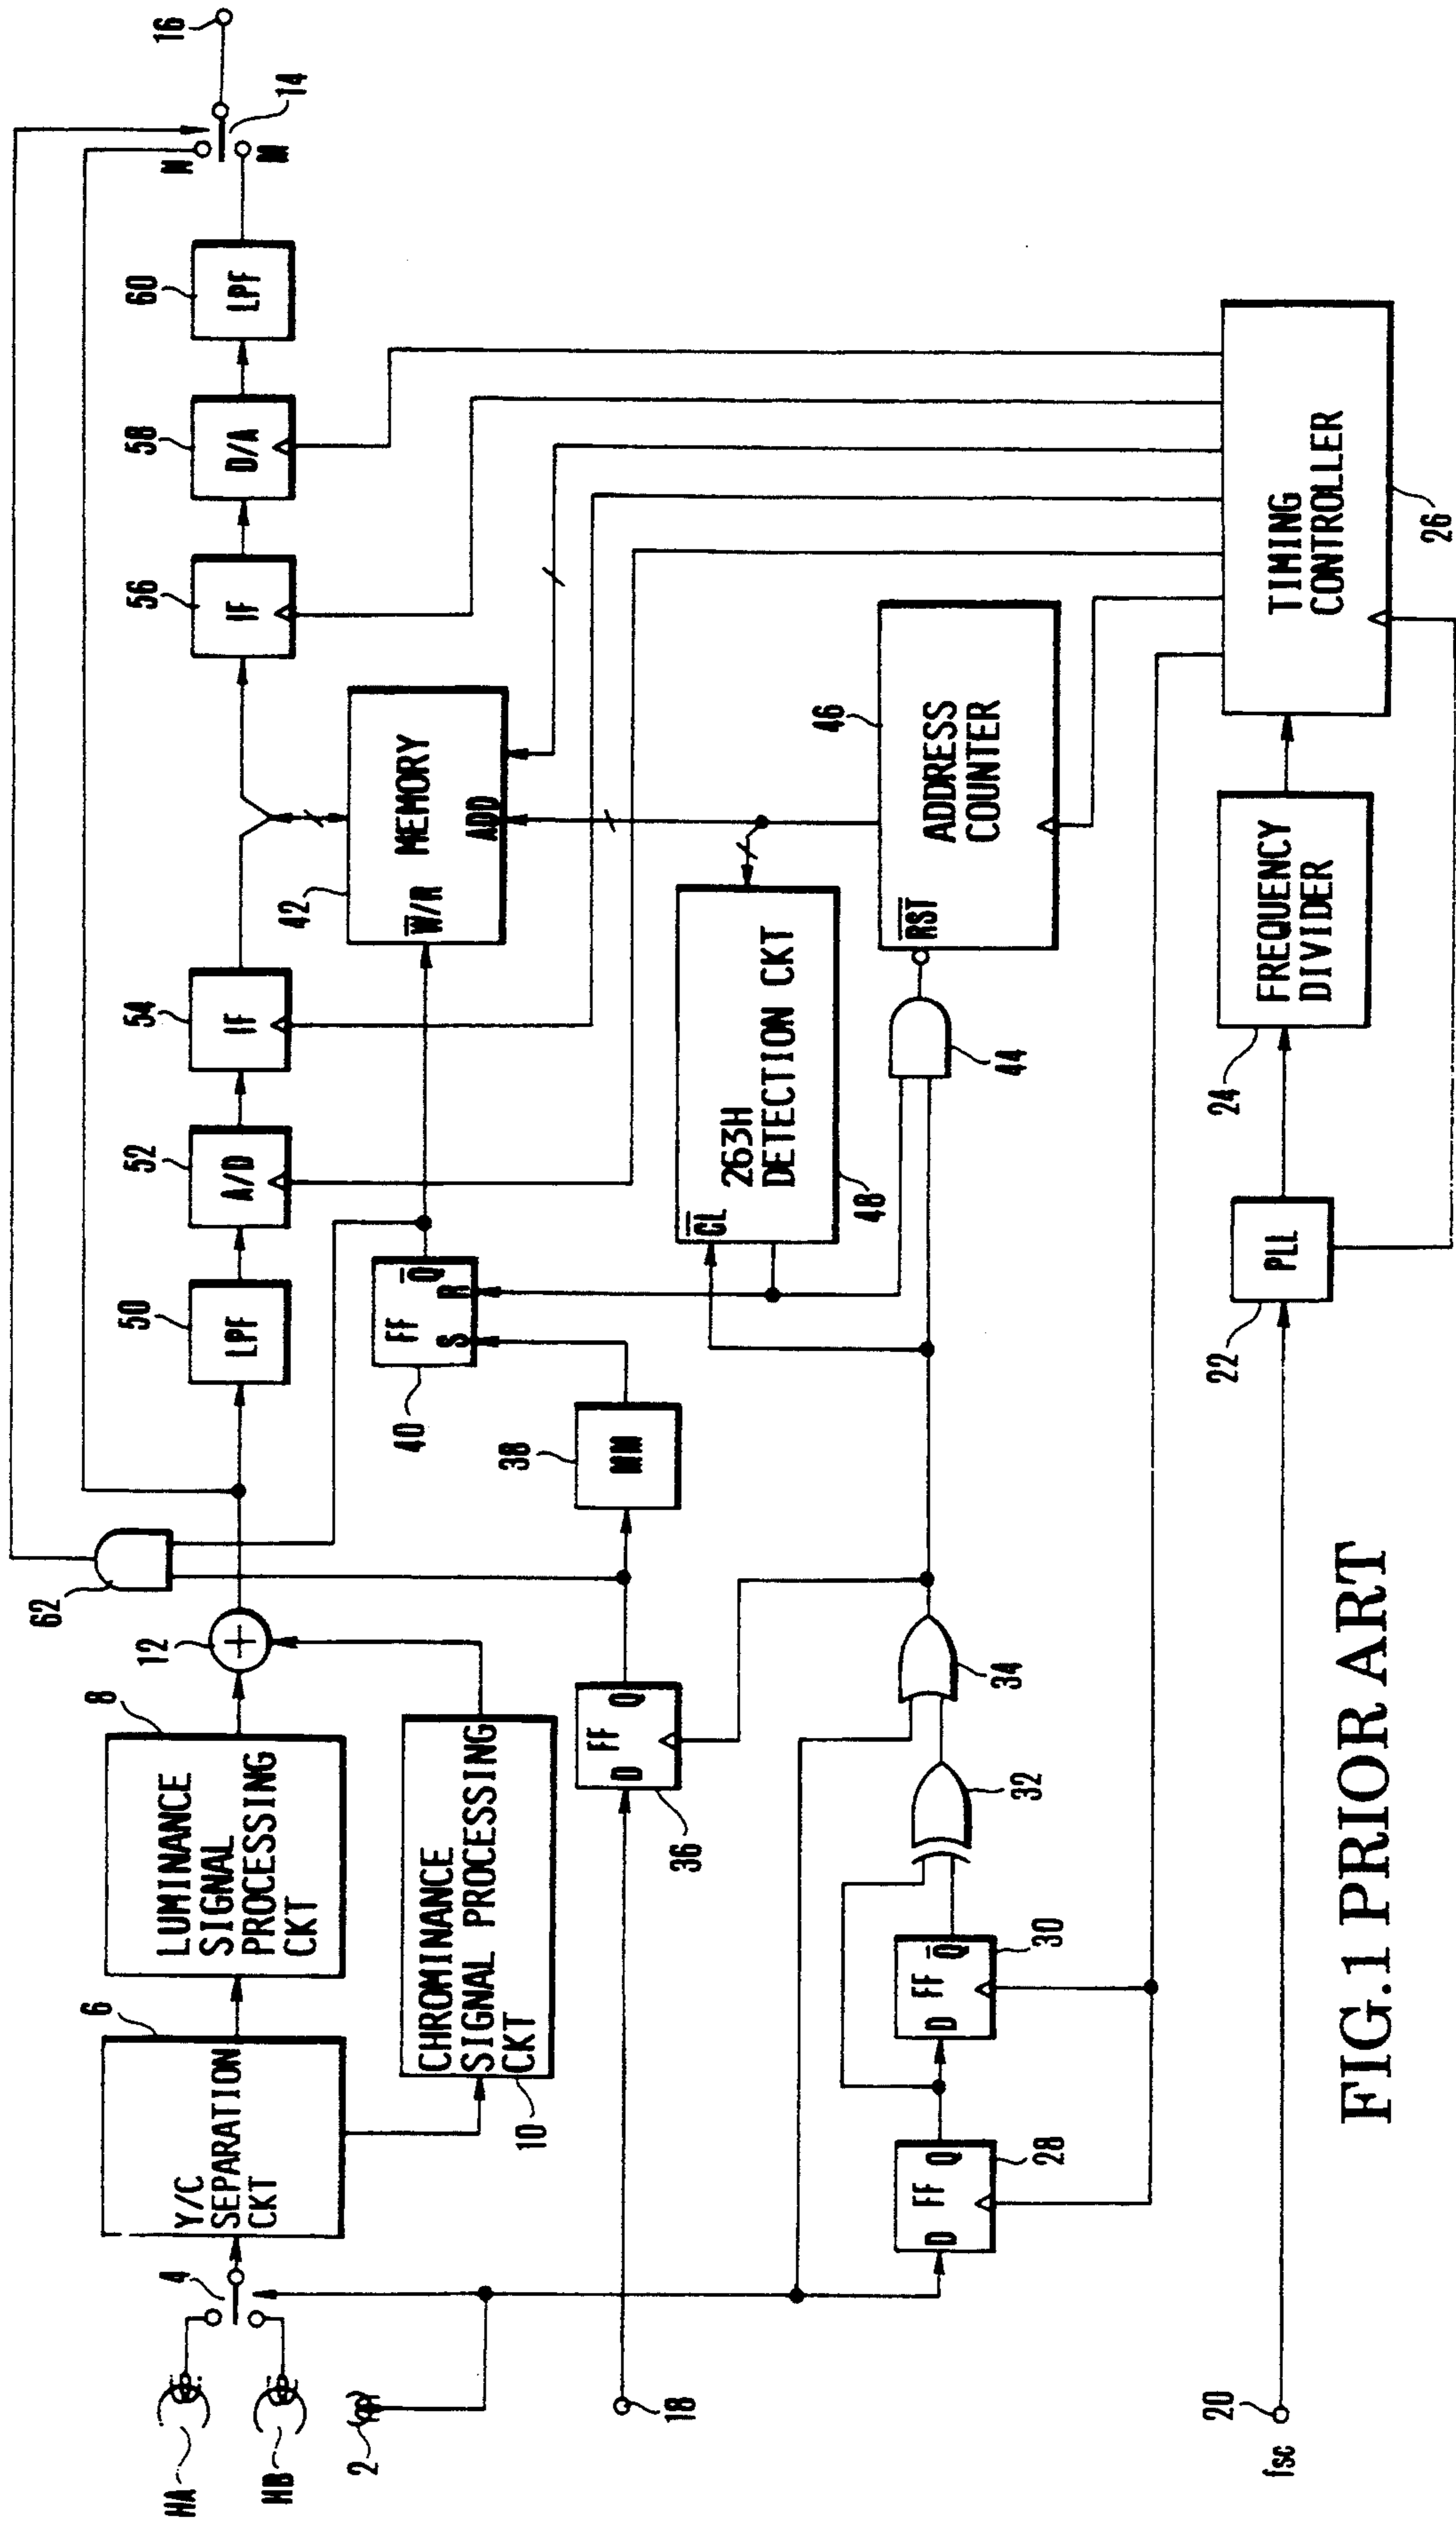 HA
HB
2
4
6
Y/C
SEPARATION
CKT
8
LUMINANCE
SIGNAL
PROCESSING
CKT
10
CHROMINANCE
SIGNAL PROCESSING
CKT
12
62
50
LPF
52
A/D
54
IF
56
IF
58
D/A
60
LPF
N
M
14
16
42
W̅/R
MEMORY
ADD
40
FF
Q̅
S
R
38
MM
18
36
FF
D
Q
263H
DETECTION CKT
C̅L̅
48
46
ADDRESS
COUNTER
R̅S̅T̅
44
34
32
28
D
FF
Q
30
D
FF
Q̅
20
fsc
22
PLL
24
FREQUENCY
DIVIDER
TIMING
CONTROLLER
26
FIG.1 PRIOR ART